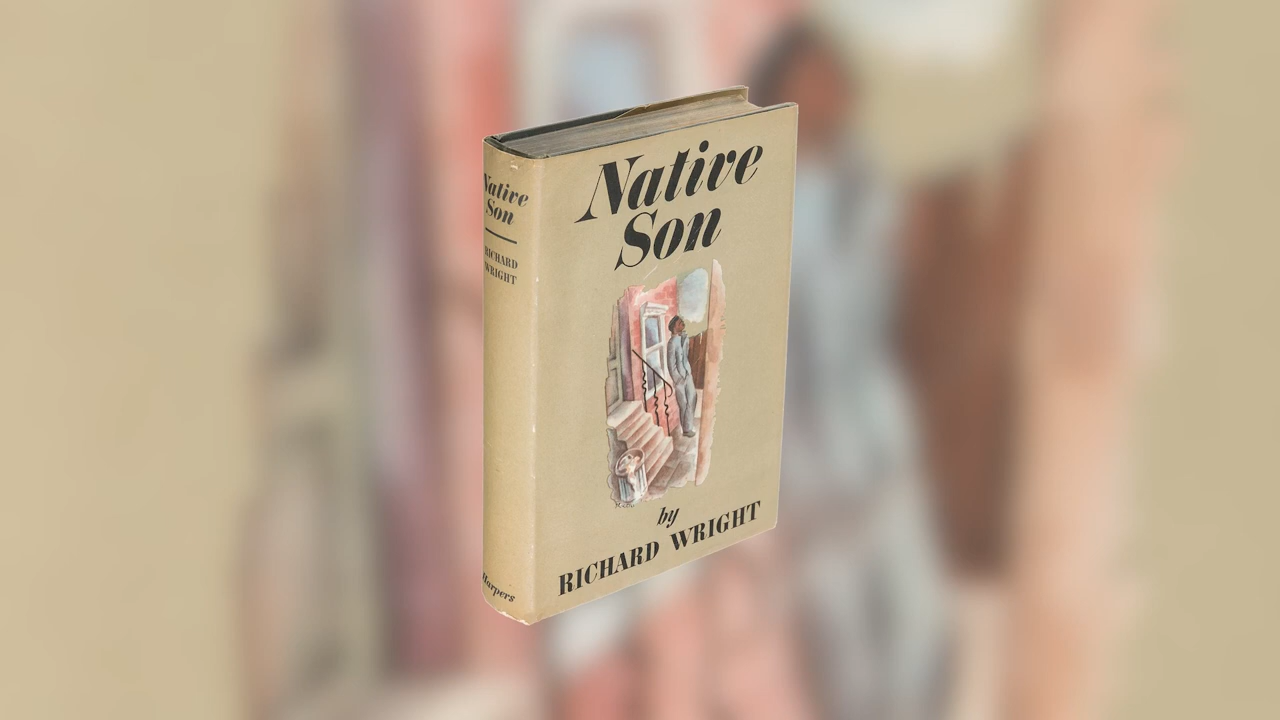 Native
Son
RICHARD
WRIGHT
Harpers
Native
Son
by
RICHARD WRIGHT